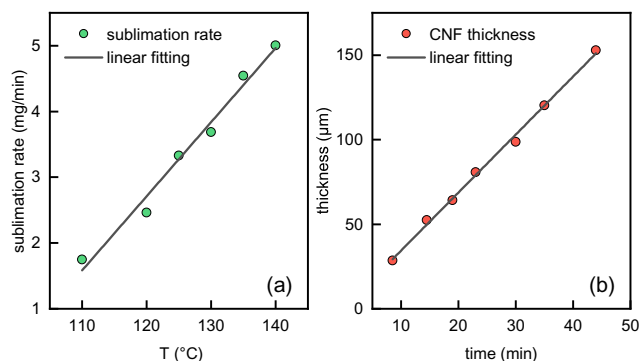 sublimation rate
linear fitting
5
4
3
2
1
sublimation rate (mg/min)
110 120 130 140
T (°C)
(a)
CNF thickness
linear fitting
150
100
50
0
thickness (μm)
10 20 30 40 50
time (min)
(b)